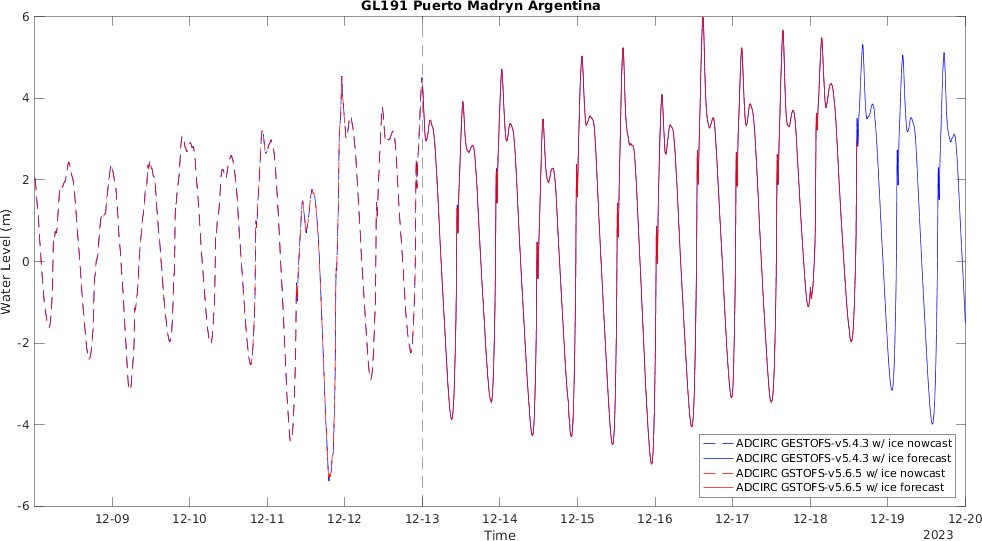 GL191 Puerto Madryn Argentina
6
4
2
0
-2
-4
-6
Water Level (m)
ADCIRC GESTOFS-v5.4.3 w/ ice nowcast
ADCIRC GESTOFS-v5.4.3 w/ ice forecast
ADCIRC GSTOFS-v5.6.5 w/ ice nowcast
ADCIRC GSTOFS-v5.6.5 w/ ice forecast
12-09 12-10 12-11 12-12 12-13 12-14 12-15 12-16 12-17 12-18 12-19 12-20
Time
2023